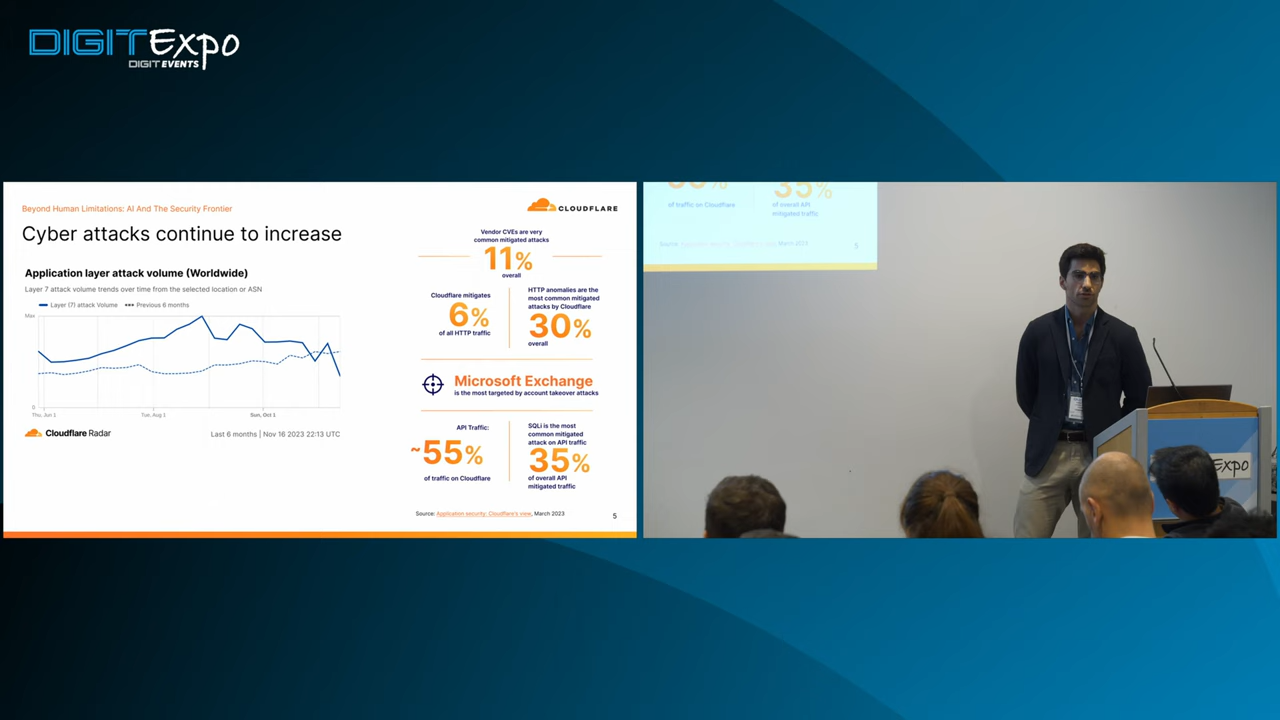 DIGIT Expo
DIGIT EVENTS
Beyond Human Limitations: AI And The Security Frontier
CLOUDFLARE
Cyber attacks continue to increase
Application layer attack volume (Worldwide)
Layer 7 attack volume trends over time from the selected location or ASN
Layer (7) attack Volume
Previous 6 months
Max
0
Thu, Jun 1
Tue, Aug 1
Sun, Oct 1
Cloudflare Radar
Last 6 months | Nov 16 2023 22:13 UTC
Vendor CVEs are very
common mitigated attacks
11%
overall
Cloudflare mitigates
6%
of all HTTP traffic
HTTP anomalies are the
most common mitigated
attacks by Cloudflare
30%
overall
Microsoft Exchange
is the most targeted by account takeover attacks
API Traffic:
~55%
of traffic on Cloudflare
SQLi is the most
common mitigated
attack on API traffic
35%
of overall API
mitigated traffic
Source: Application security: Cloudflare's view, March 2023
5
35%
of traffic on Cloudflare
of overall API
mitigated traffic
March 2023
5
Expo